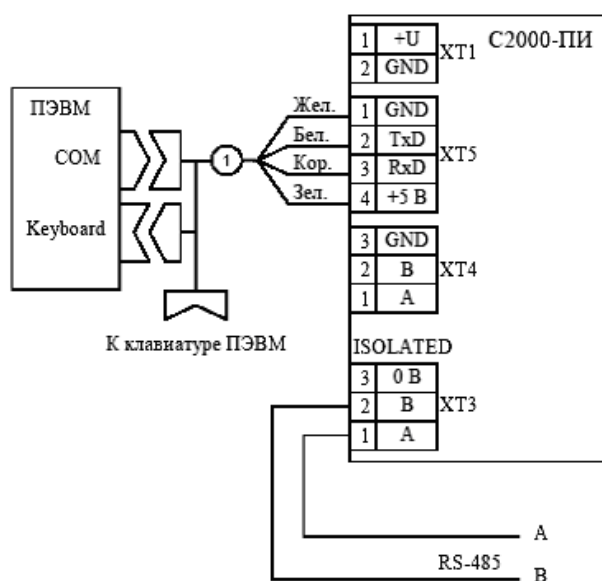 1 +U С2000-ПИ
2 GND XT1
ПЭВМ
COM
Keyboard
1
Жел. 1 GND
Бел. 2 TxD
Кор. 3 RxD
Зел. 4 +5 В
XT5
3 GND
2 B
1 A
XT4
К клавиатуре ПЭВМ
ISOLATED
3 0 В
2 B
1 A
XT3
A
RS-485
B